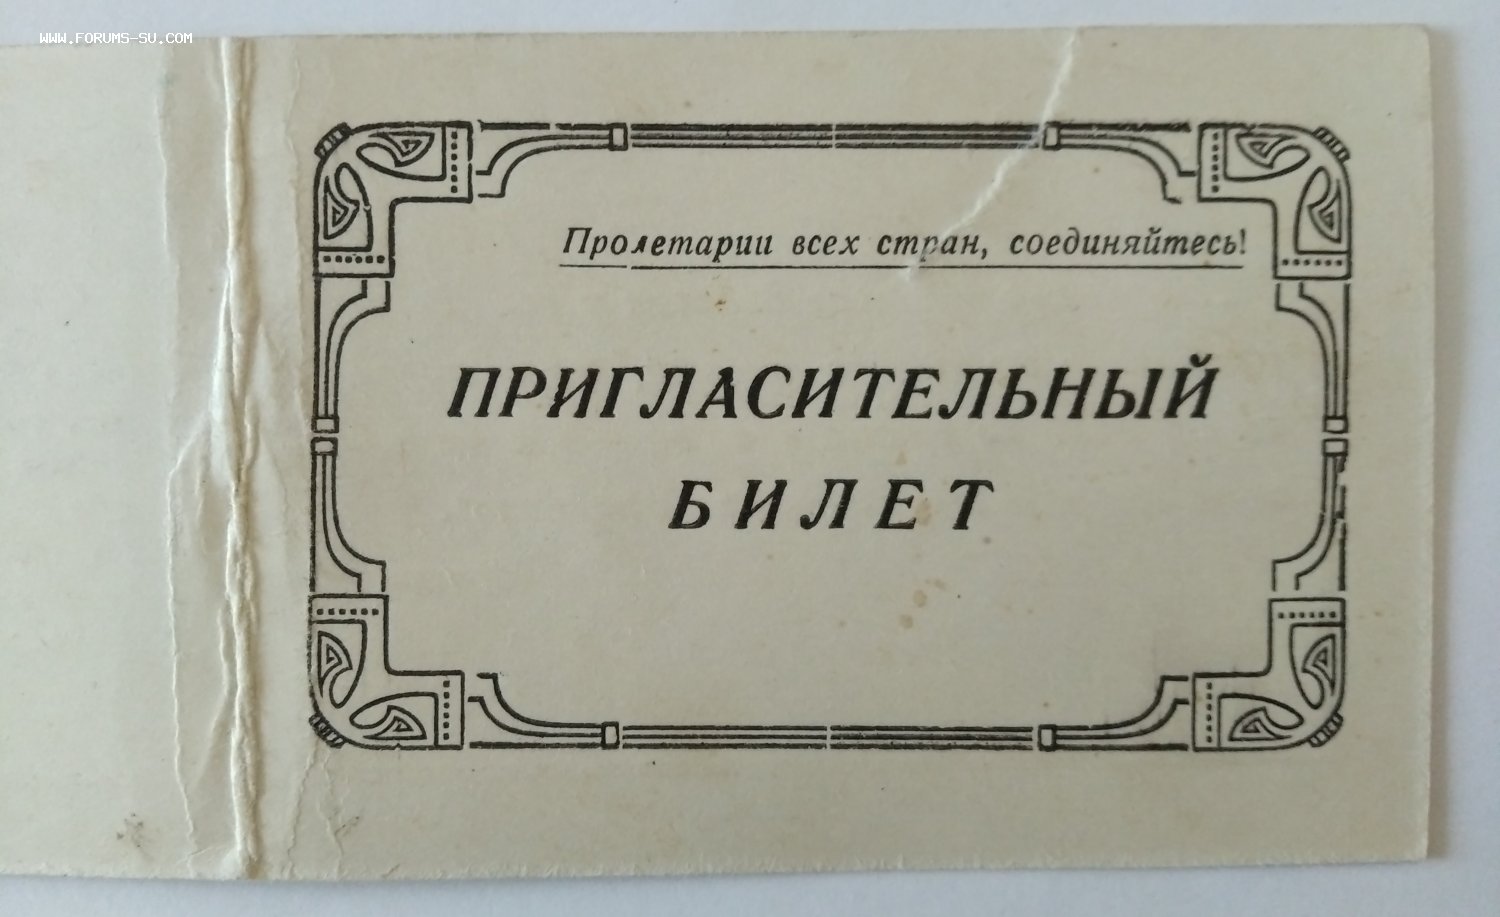 WWW.FORUMS-SU.COM
Пролетарии всех стран, соединяйтесь!
ПРИГЛАСИТЕЛЬНЫЙ
БИЛЕТ